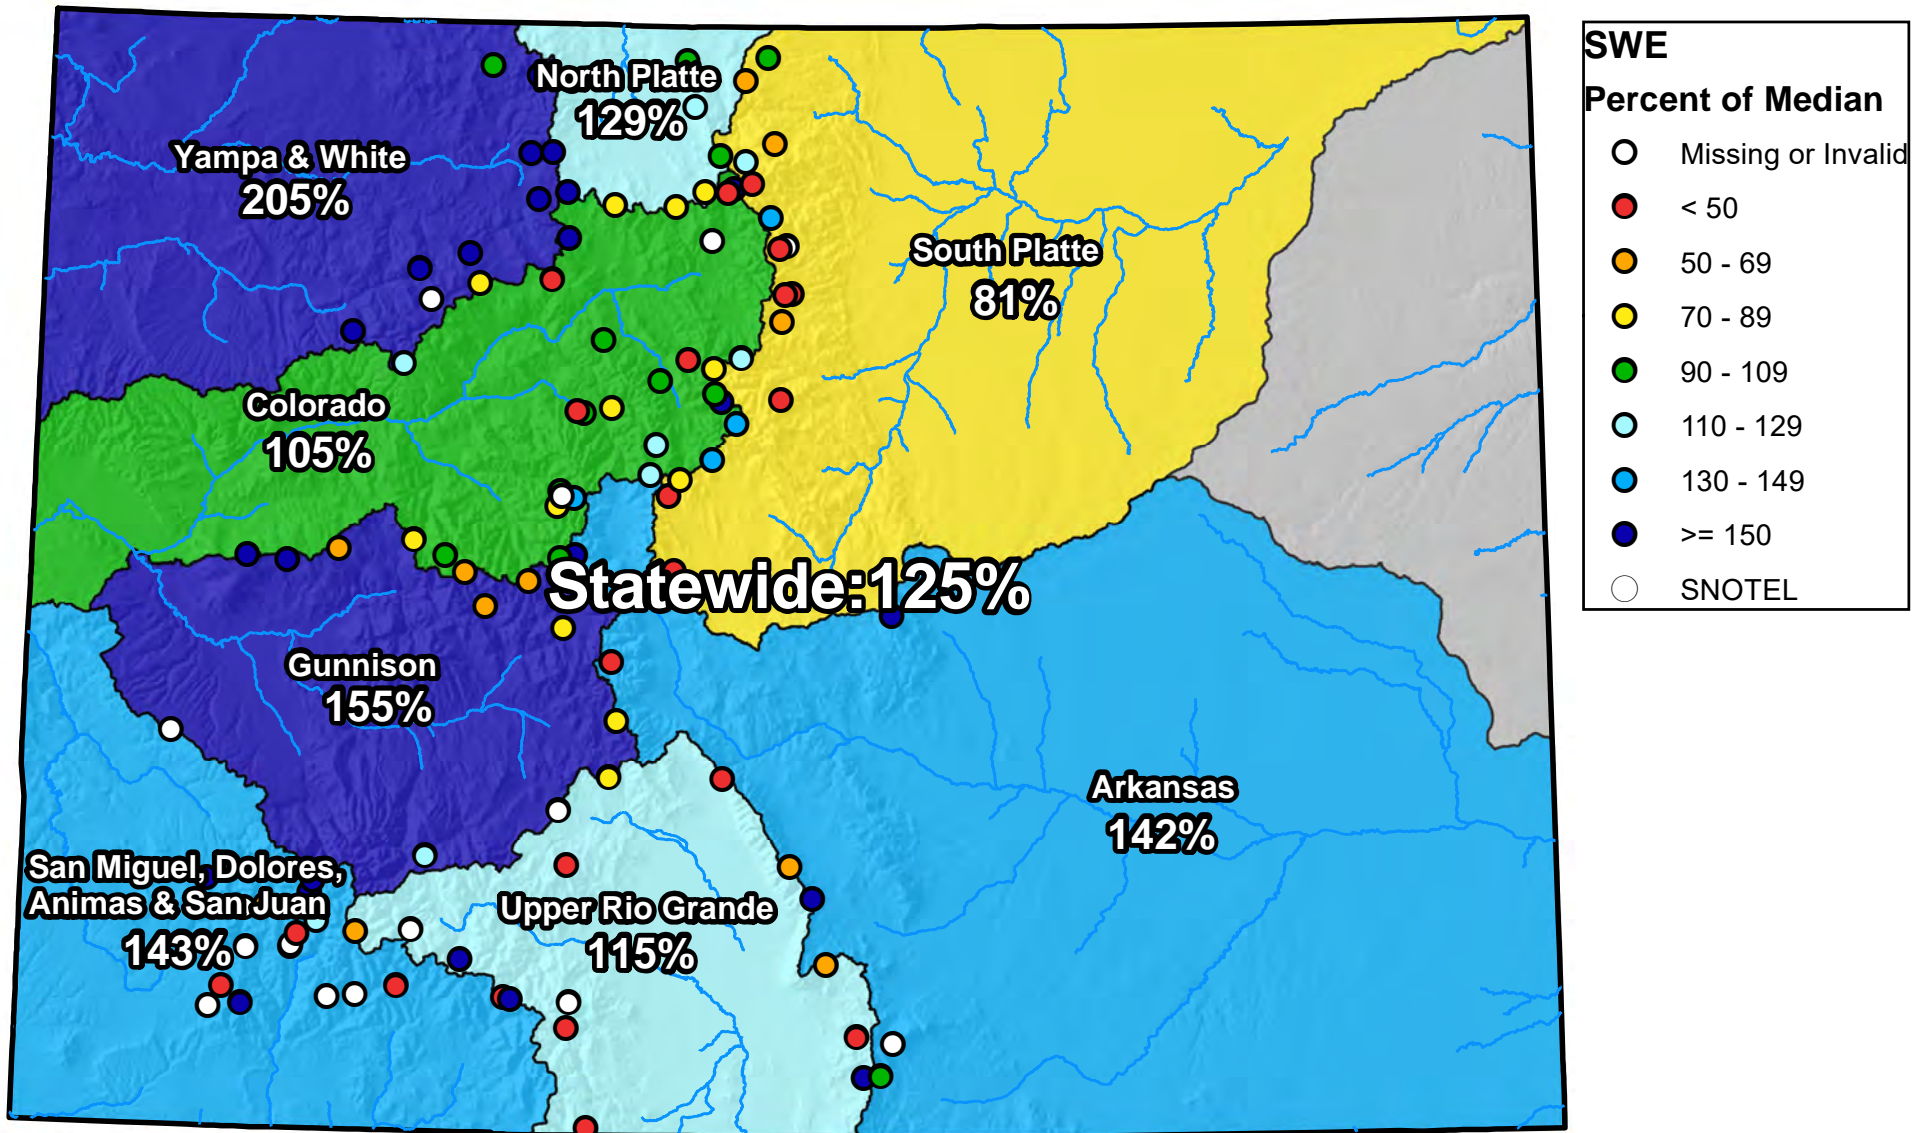 North Platte
129%
Yampa & White
205%
South Platte
81%
Colorado
105%
Statewide:125%
Gunnison
155%
Arkansas
142%
San Miguel, Dolores,
Animas & San Juan
143%
Upper Rio Grande
115%
SWE
Percent of Median
Missing or Invalid
< 50
50 - 69
70 - 89
90 - 109
110 - 129
130 - 149
>= 150
SNOTEL